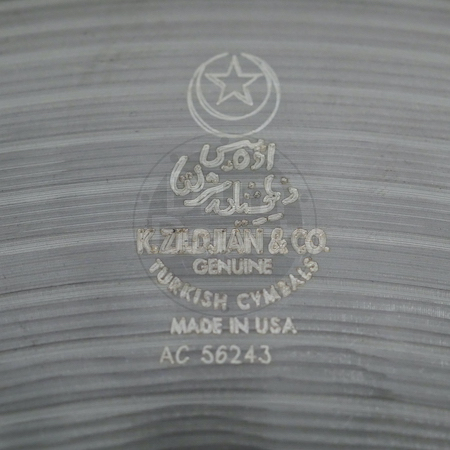 K. ZILDJIAN & CO.
GENUINE
TURKISH CYMBALS
MADE IN USA
AC 56243